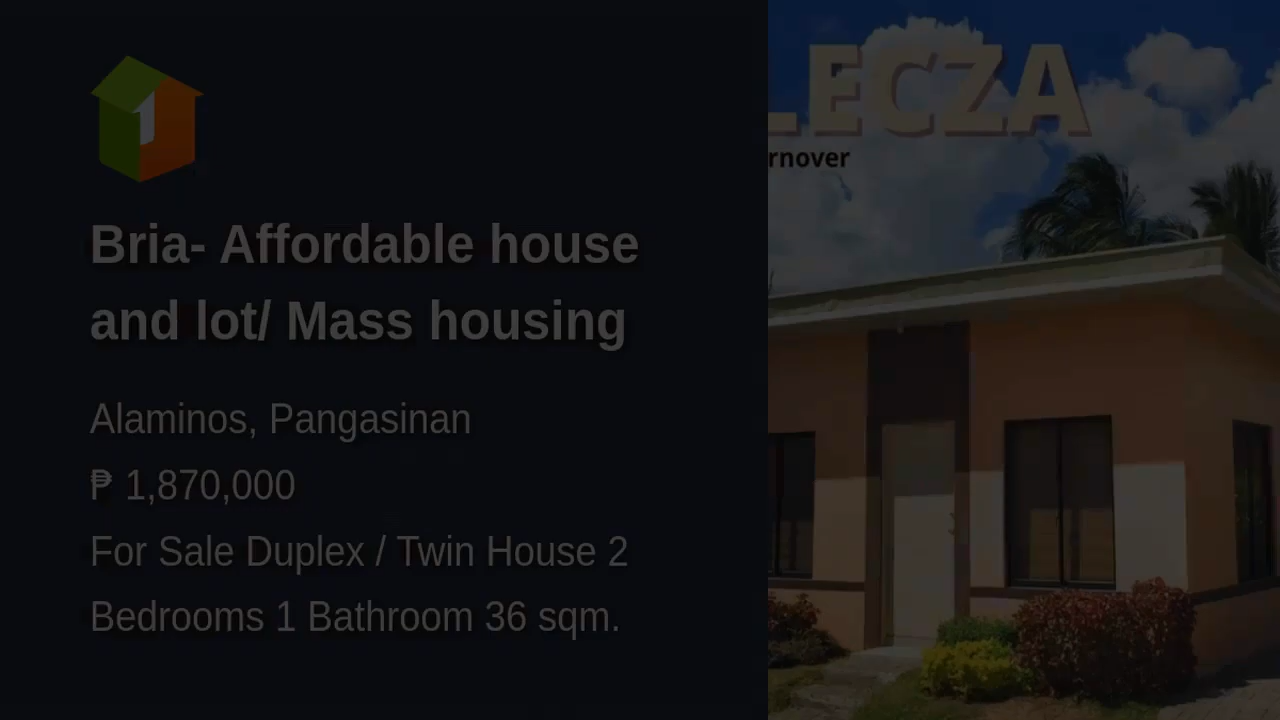 Bria- Affordable house
and lot/ Mass housing
Alaminos, Pangasinan
₱ 1,870,000
For Sale Duplex / Twin House 2
Bedrooms 1 Bathroom 36 sqm.
LECZA
rnover